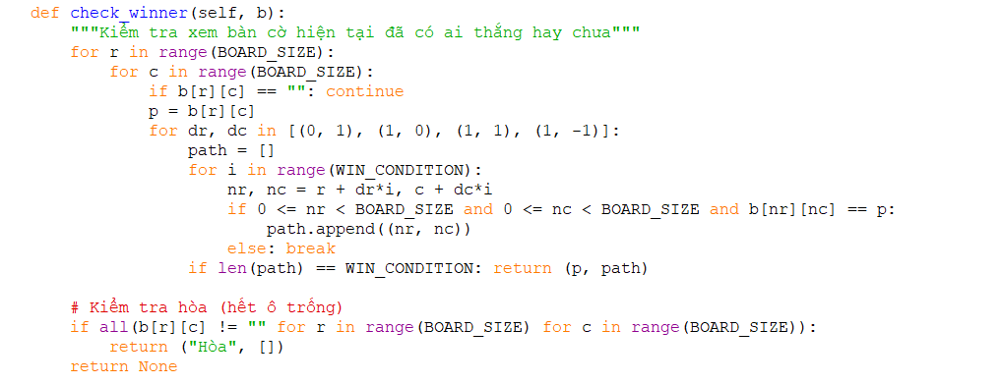 def check_winner(self, b):
    """Kiểm tra xem bàn cờ hiện tại đã có ai thắng hay chưa"""
    for r in range(BOARD_SIZE):
        for c in range(BOARD_SIZE):
            if b[r][c] == "": continue
            p = b[r][c]
            for dr, dc in [(0, 1), (1, 0), (1, 1), (1, -1)]:
                path = []
                for i in range(WIN_CONDITION):
                    nr, nc = r + dr*i, c + dc*i
                    if 0 <= nr < BOARD_SIZE and 0 <= nc < BOARD_SIZE and b[nr][nc] == p:
                        path.append((nr, nc))
                    else: break
                if len(path) == WIN_CONDITION: return (p, path)

    # Kiểm tra hòa (hết ô trống)
    if all(b[r][c] != "" for r in range(BOARD_SIZE) for c in range(BOARD_SIZE)):
        return ("Hòa", [])
    return None